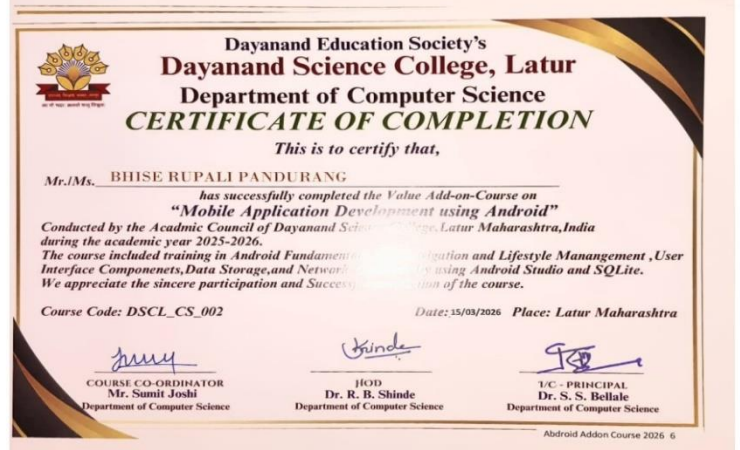 Dayanand Education Society's
Dayanand Science College, Latur
Department of Computer Science
CERTIFICATE OF COMPLETION
This is to certify that,
Mr./Ms. BHISE RUPALI PANDURANG
has successfully completed the Value Add-on-Course on
“Mobile Application Development using Android”
Conducted by the Acadmic Council of Dayanand Latur Maharashtra,India
during the academic year 2025-2026.
The course included training in Android and Lifestyle Manangement ,User
Interface Componenets,Data Storage,and using Android Studio and SQLite.
We appreciate the sincere participation and of the course.
Course Code: DSCL_CS_002 Date: 15/03/2026 Place: Latur Maharashtra
COURSE CO-ORDINATOR
Mr. Sumit Joshi
Department of Computer Science
HOD
Dr. R. B. Shinde
Department of Computer Science
I/C - PRINCIPAL
Dr. S. S. Bellale
Department of Computer Science
Abdroid Addon Course 2026 6